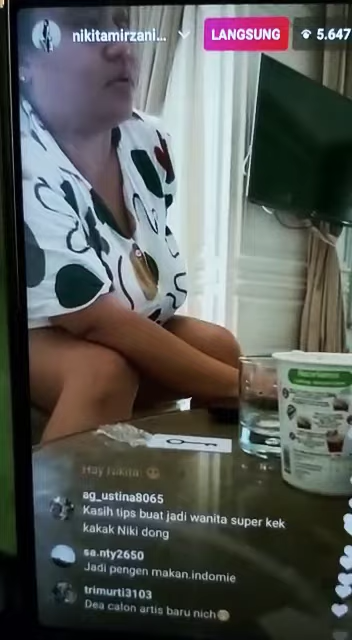 nikitamirzani...
LANGSUNG
5.647
Hay Nikita 😍
ag_ustina8065
Kasih tips buat jadi wanita super kek
kakak Niki dong
sa.nty2650
Jadi pengen makan.indomie
trimurti3103
Dea calon artis baru nich